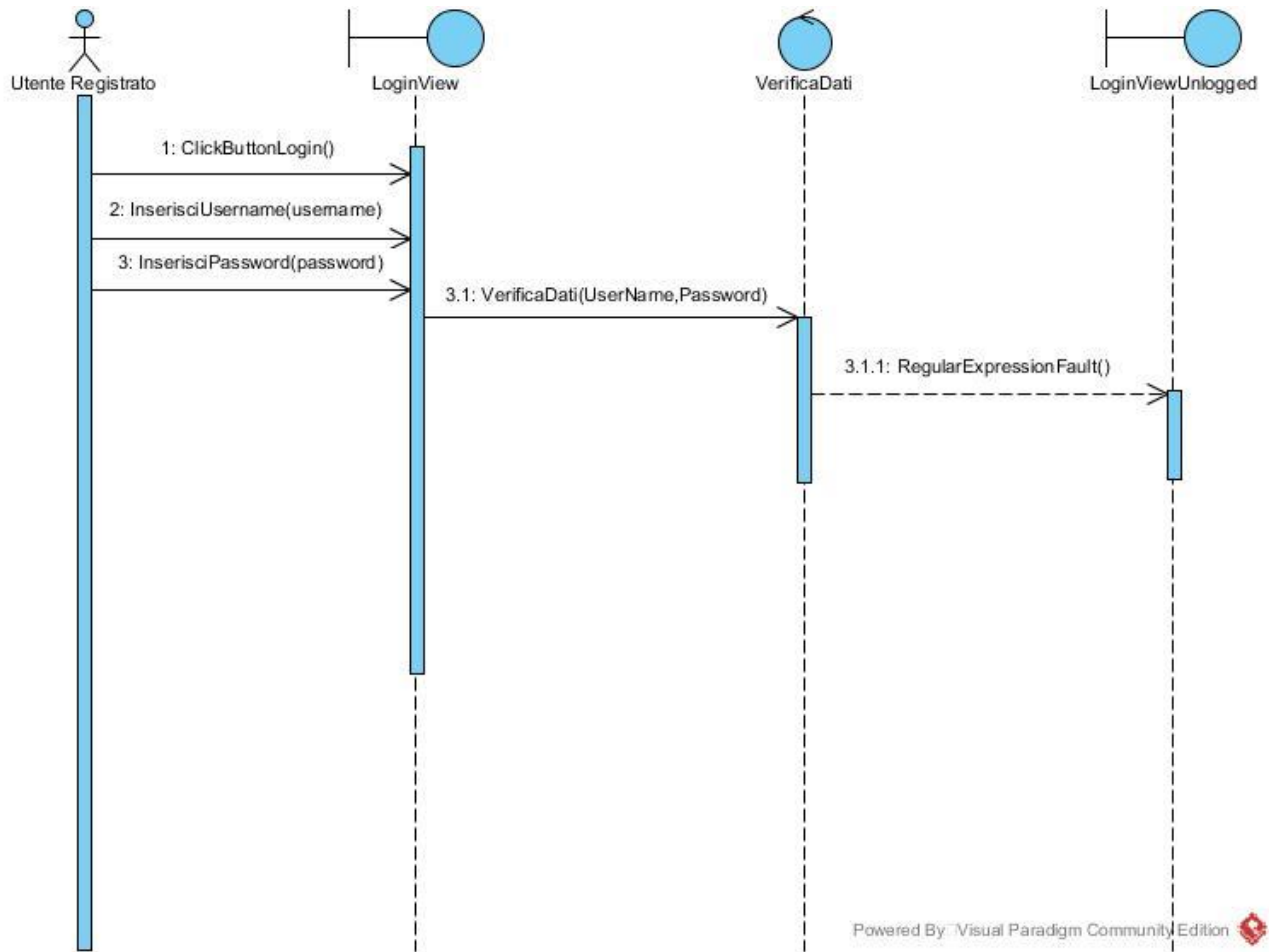 Utente Registrato
LoginView
VerificaDati
LoginViewUnlogged
1: ClickButtonLogin()
2: InserisciUsername(username)
3: InserisciPassword(password)
3.1: VerificaDati(UserName,Password)
3.1.1: RegularExpressionFault()
Powered By Visual Paradigm Community Edition